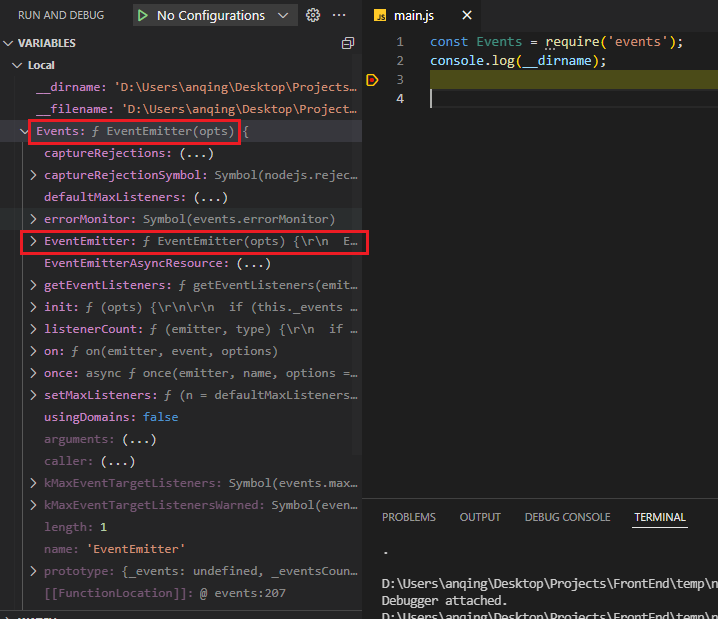 RUN AND DEBUG
No Configurations
VARIABLES
Local
__dirname: 'D:\Users\anqing\Desktop\Projects…
__filename: 'D:\Users\anqing\Desktop\Project…
Events: ƒ EventEmitter(opts) {
captureRejections: (...)
captureRejectionSymbol: Symbol(nodejs.rejec…
defaultMaxListeners: (...)
errorMonitor: Symbol(events.errorMonitor)
EventEmitter: ƒ EventEmitter(opts) {\r\n  E…
EventEmitterAsyncResource: (...)
getEventListeners: ƒ getEventListeners(emit…
init: ƒ (opts) {\r\n\r\n  if (this._events …
listenerCount: ƒ (emitter, type) {\r\n  if …
on: ƒ on(emitter, event, options)
once: async ƒ once(emitter, name, options =…
setMaxListeners: ƒ (n = defaultMaxListeners…
usingDomains: false
arguments: (...)
caller: (...)
kMaxEventTargetListeners: Symbol(events.max…
kMaxEventTargetListenersWarned: Symbol(even…
length: 1
name: 'EventEmitter'
prototype: {_events: undefined, _eventsCoun…
[[FunctionLocation]]: @ events:207
JS main.js
1 const Events = require('events');
2 console.log(__dirname);
3
4
PROBLEMS OUTPUT DEBUG CONSOLE TERMINAL
.
D:\Users\anqing\Desktop\Projects\FrontEnd\temp\n
Debugger attached.
D:\Users\anqing\Desktop\Projects\FrontEnd\temp\n